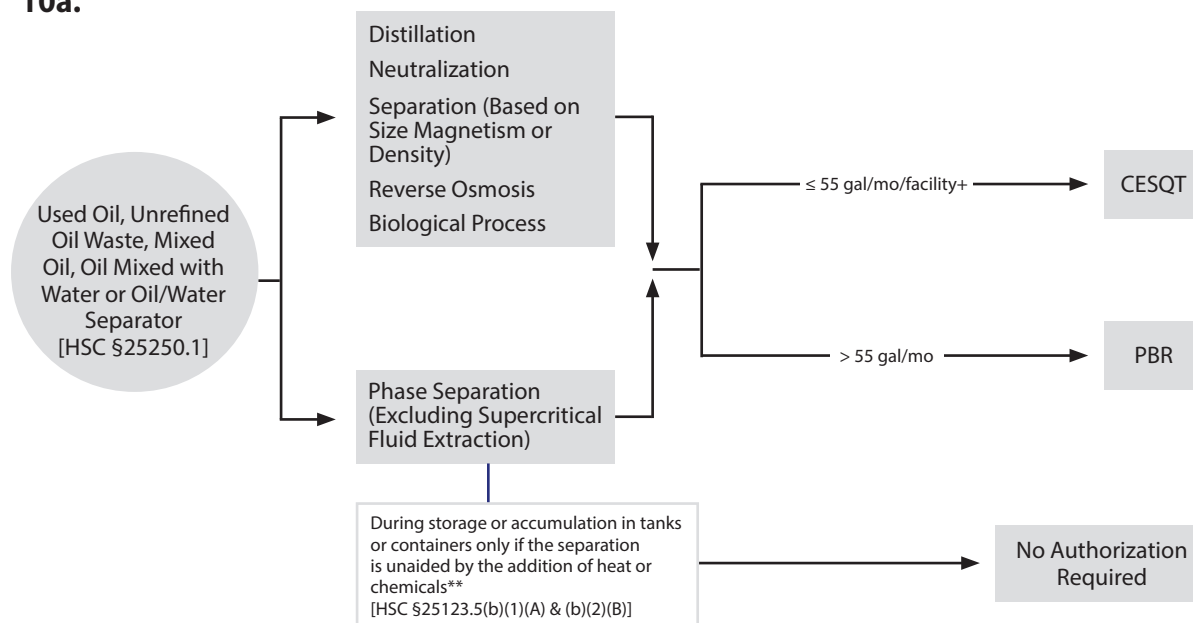 10a.
Used Oil, Unrefined
Oil Waste, Mixed
Oil, Oil Mixed with
Water or Oil/Water
Separator
[HSC §25250.1]
Distillation
Neutralization
Separation (Based on
Size Magnetism or
Density)
Reverse Osmosis
Biological Process
Phase Separation
(Excluding Supercritical
Fluid Extraction)
During storage or accumulation in tanks
or containers only if the separation
is unaided by the addition of heat or
chemicals**
[HSC §25123.5(b)(1)(A) & (b)(2)(B)]
≤ 55 gal/mo/facility+
CESQT
> 55 gal/mo
PBR
No Authorization
Required